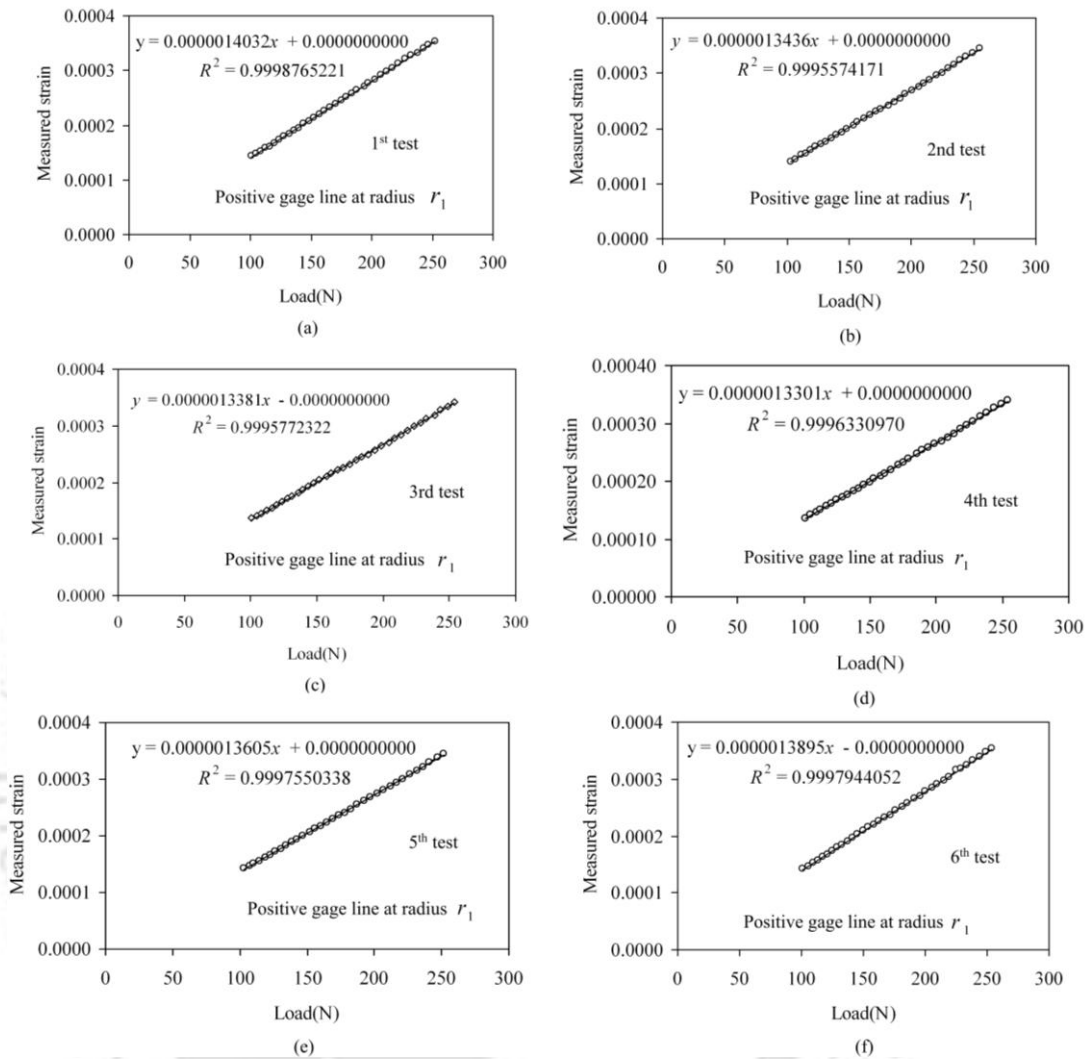 0.0004
y = 0.0000014032x + 0.0000000000
R² = 0.9998765221
0.0003
0.0002
1st test
0.0001
Positive gage line at radius r1
0.0000
0 50 100 150 200 250 300
Measured strain
Load(N)
(a)
0.0004
y = 0.0000013436x + 0.0000000000
R² = 0.9995574171
0.0003
0.0002
2nd test
0.0001
Positive gage line at radius r1
0.0000
0 50 100 150 200 250 300
Measured strain
Load(N)
(b)
0.0004
y = 0.0000013381x - 0.0000000000
R² = 0.9995772322
0.0003
0.0002
3rd test
0.0001
Positive gage line at radius r1
0.0000
0 50 100 150 200 250 300
Measured strain
Load(N)
(c)
0.00040
y = 0.0000013301x + 0.0000000000
R² = 0.9996330970
0.00030
0.00020
4th test
0.00010
Positive gage line at radius r1
0.00000
0 50 100 150 200 250 300
Measured strain
Load(N)
(d)
0.0004
y = 0.0000013605x + 0.0000000000
R² = 0.9997550338
0.0003
0.0002
5th test
0.0001
Positive gage line at radius r1
0.0000
0 50 100 150 200 250 300
Measured strain
Load(N)
(e)
0.0004
y = 0.0000013895x - 0.0000000000
R² = 0.9997944052
0.0003
0.0002
6th test
0.0001
Positive gage line at radius r1
0.0000
0 50 100 150 200 250 300
Measured strain
Load(N)
(f)